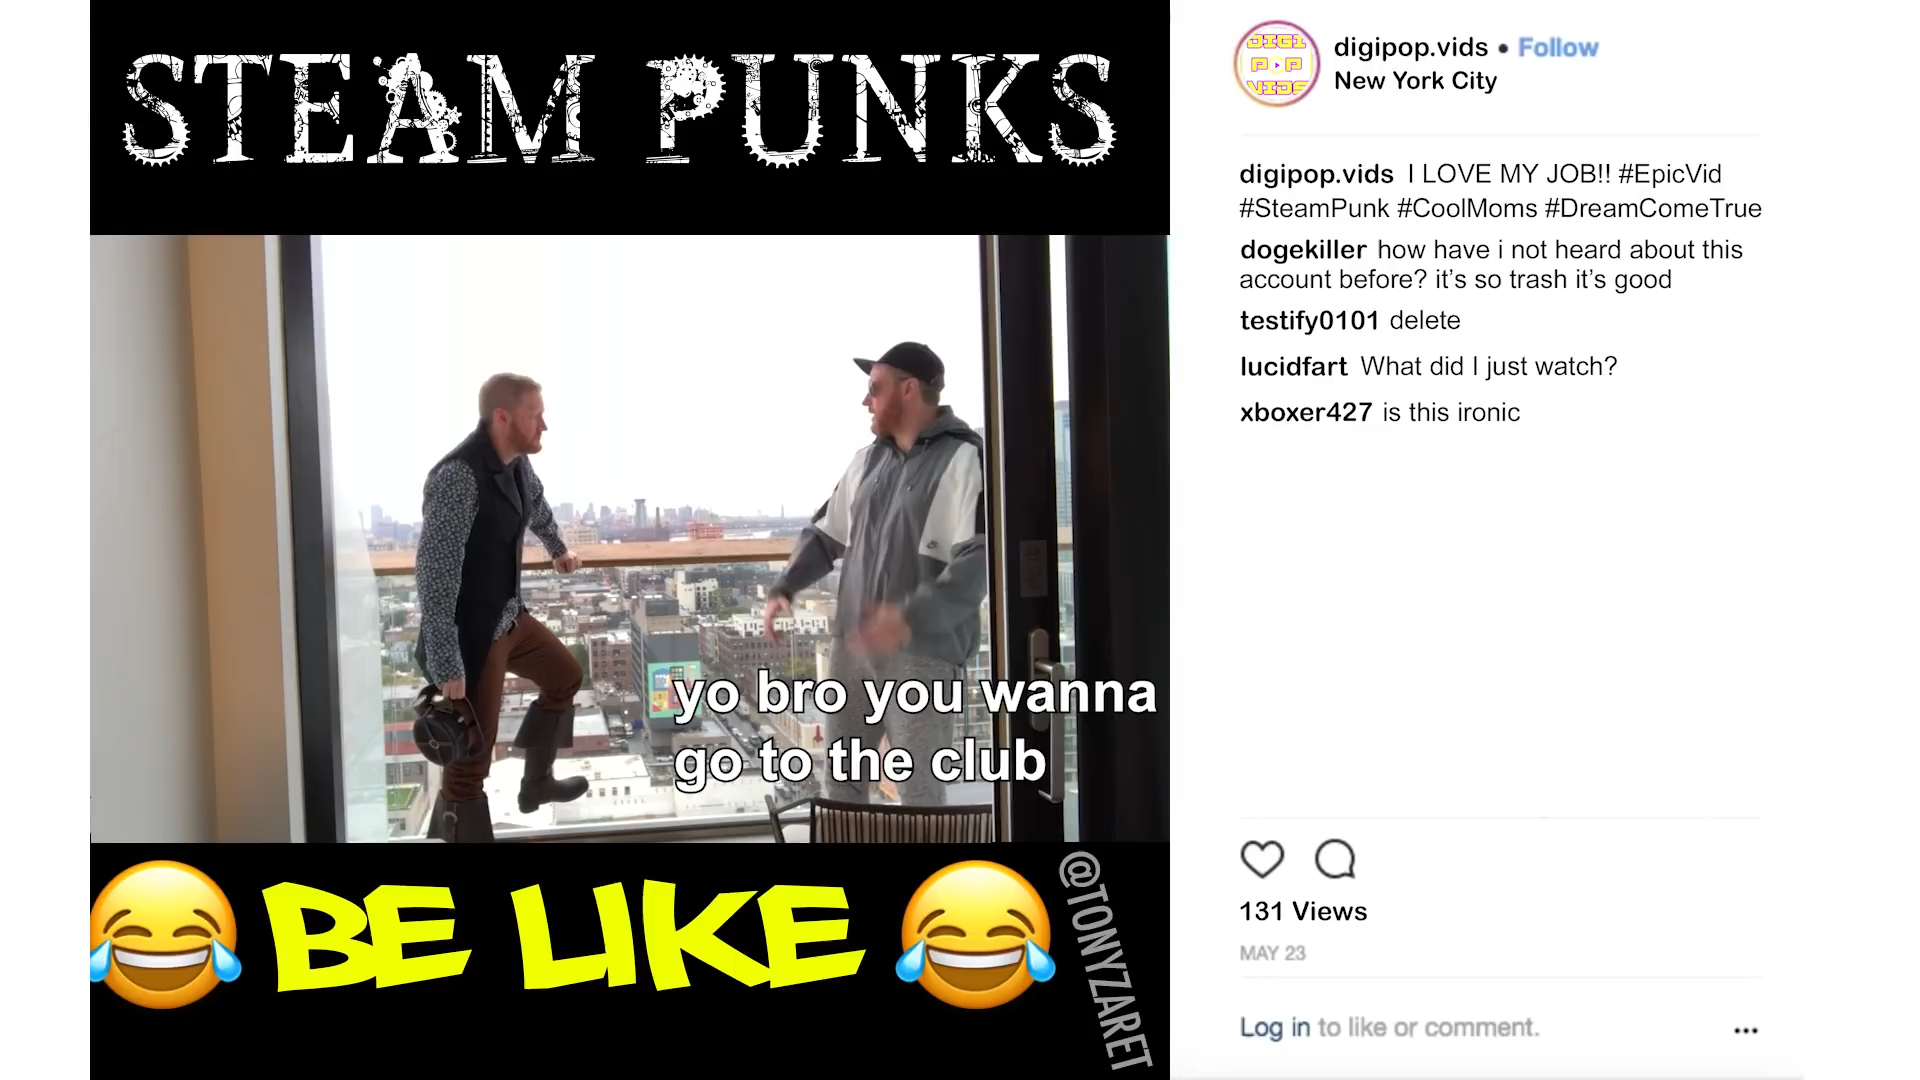 STEAM PUNKS
yo bro you wanna
go to the club
BE LIKE
@TONYZARET
DIGI
POP
VIDS
digipop.vids • Follow
New York City
digipop.vids I LOVE MY JOB!! #EpicVid
#SteamPunk #CoolMoms #DreamComeTrue
dogekiller how have i not heard about this
account before? it’s so trash it’s good
testify0101 delete
lucidfart What did I just watch?
xboxer427 is this ironic
131 Views
MAY 23
Log in to like or comment.